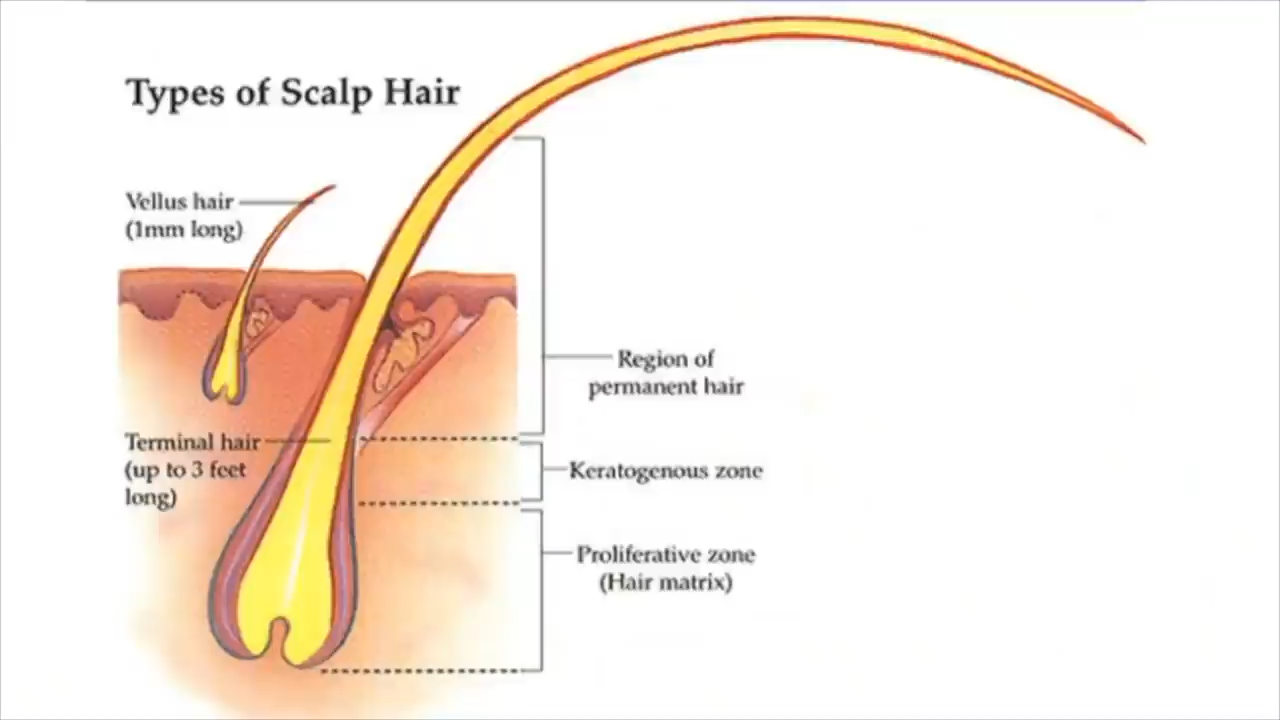 Types of Scalp Hair
Vellus hair
(1mm long)
Region of
permanent hair
Terminal hair
(up to 3 feet
long)
Keratogenous zone
Proliferative zone
(Hair matrix)